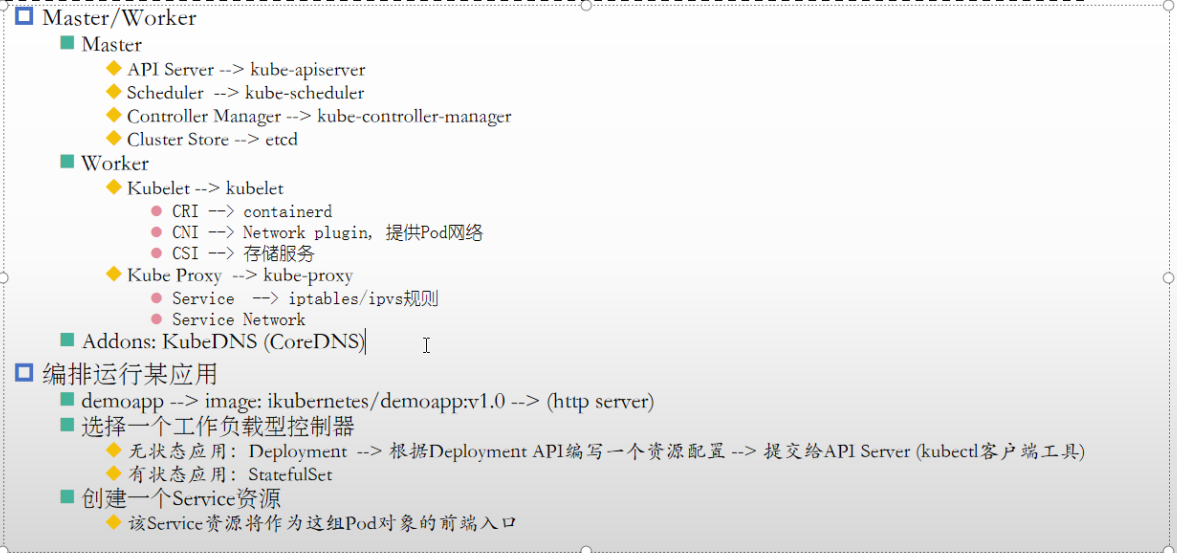 Master/Worker
Master
API Server --> kube-apiserver
Scheduler --> kube-scheduler
Controller Manager --> kube-controller-manager
Cluster Store --> etcd
Worker
Kubelet --> kubelet
CRI --> containerd
CNI --> Network plugin, 提供Pod网络
CSI --> 存储服务
Kube Proxy --> kube-proxy
Service --> iptables/ipvs规则
Service Network
Addons: KubeDNS (CoreDNS)
编排运行某应用
demoapp --> image: ikubernetes/demoapp:v1.0 --> (http server)
选择一个工作负载型控制器
无状态应用：Deployment --> 根据Deployment API编写一个资源配置 --> 提交给API Server (kubectl客户端工具)
有状态应用：StatefulSet
创建一个Service资源
该Service资源将作为这组Pod对象的前端入口